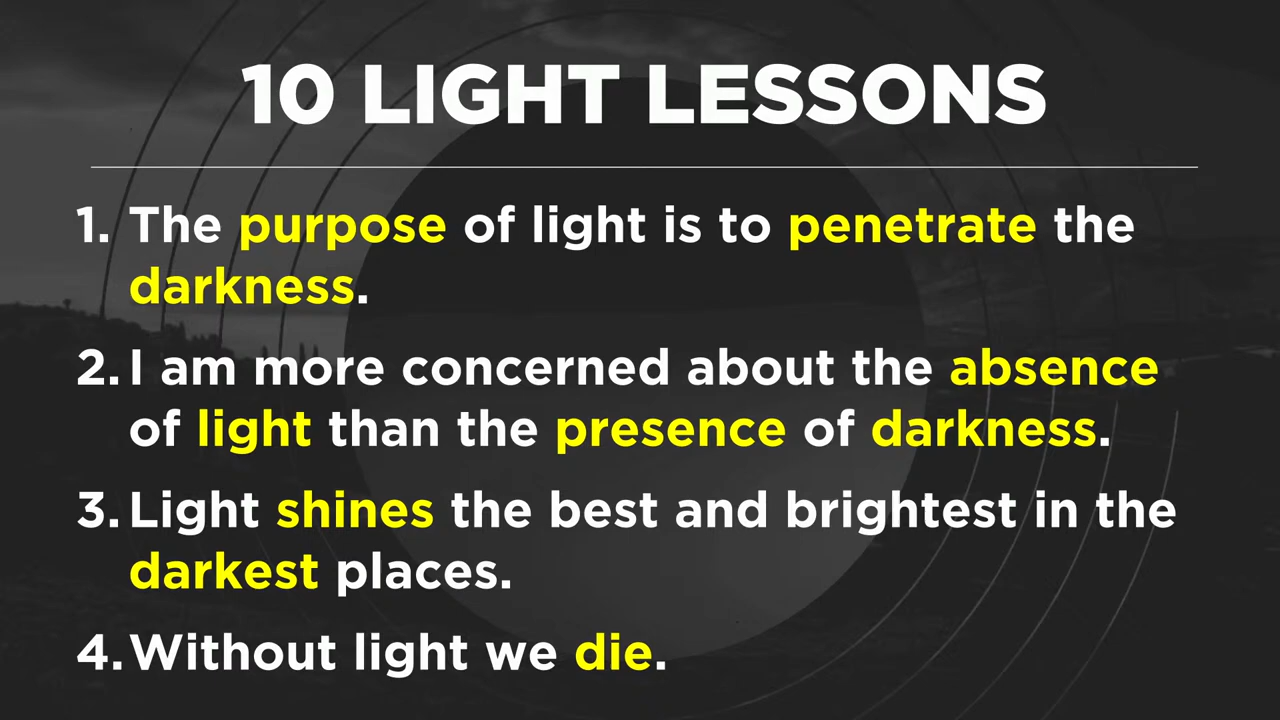 10 LIGHT LESSONS
1. The purpose of light is to penetrate the
darkness.
2. I am more concerned about the absence
of light than the presence of darkness.
3. Light shines the best and brightest in the
darkest places.
4. Without light we die.